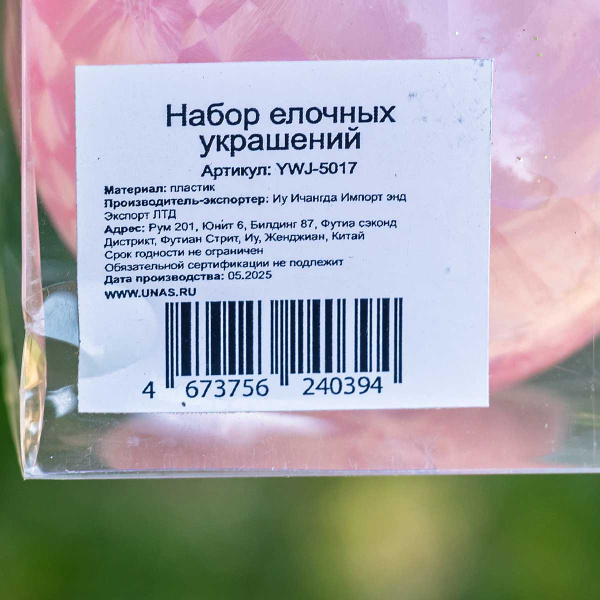 Набор елочных
украшений
Артикул: YWJ-5017
Материал: пластик
Производитель-экспортер: Иу Ичангда Импорт энд
Экспорт ЛТД
Адрес: Рум 201, Юнит 6, Билдинг 87, Футиа сэконд
Дистрикт, Футиан Стрит, Иу, Женджиан, Китай
Срок годности не ограничен
Обязательной сертификации не подлежит
Дата производства: 05.2025
WWW.UNAS.RU
4 673756 240394